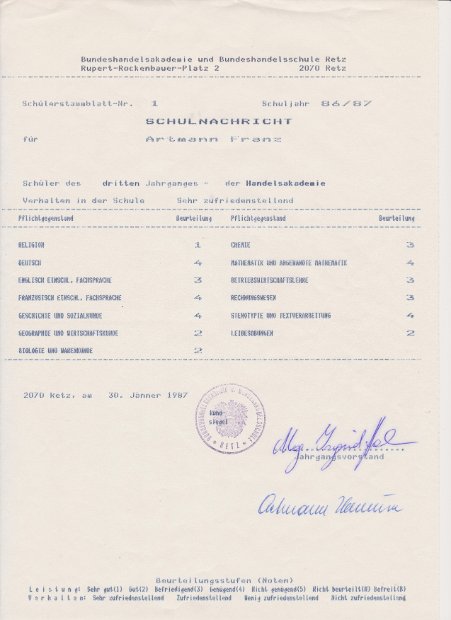 Bundeshandelsakademie und Bundeshandelsschule Retz
Rupert-Rockenbauer-Platz 2 2070 Retz
Schülerstammblatt-Nr. 1 Schuljahr 86/87
SCHULNACHRICHT
für Artmann Franz
Schüler des dritten Jahrganges - der Handelsakademie
Verhalten in der Schule Sehr zufriedenstellend
Pflichtgegenstand Beurteilung Pflichtgegenstand Beurteilung
RELIGION 1 CHEMIE 3
DEUTSCH 4 MATHEMATIK UND ANGEWANDTE MATHEMATIK 4
ENGLISCH EINSCHL. FACHSPRACHE 3 BETRIEBSWIRTSCHAFTSLEHRE 3
FRANZÖSISCH EINSCHL. FACHSPRACHE 4 RECHNUNGSWESEN 3
GESCHICHTE UND SOZIALKUNDE 4 STENOTYPIE UND TEXTVERARBEITUNG 4
GEOGRAPHIE UND WIRTSCHAFTSKUNDE 2 LEIBESÜBUNGEN 2
BIOLOGIE UND WARENKUNDE 2
2070 Retz, am 30. Jänner 1987
Rund-
siegel
RETZ
Mag. Ingrid
Jahrgangsvorstand
Artmann
Beurteilungsstufen (Noten)
Leistung: Sehr gut(1) Gut(2) Befriedigend(3) Genügend(4) Nicht genügend(5) Nicht beurteilt(N) Befreit(B)
Verhalten: Sehr zufriedenstellend Zufriedenstellend Wenig zufriedenstellend Nicht zufriedenstellend